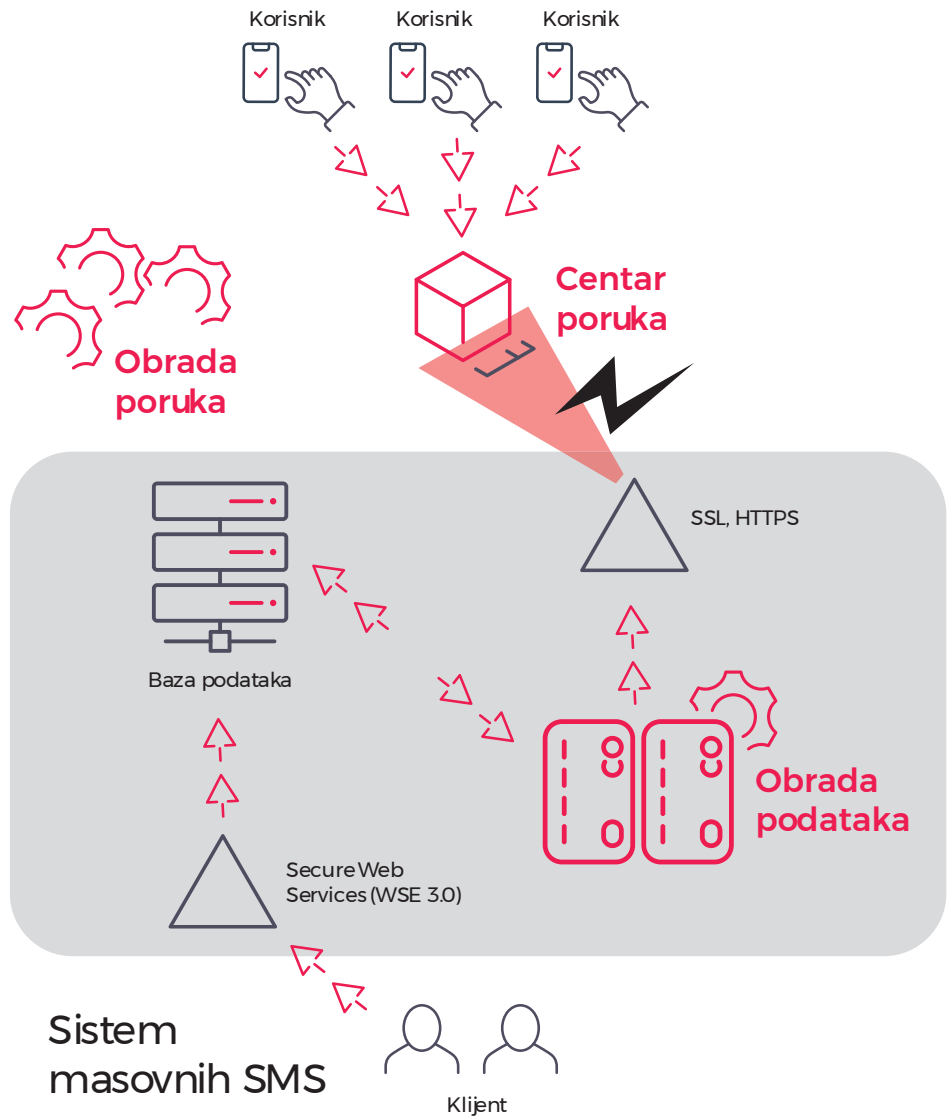 Korisnik
Korisnik
Korisnik
Centar
poruka
Obrada
poruka
SSL, HTTPS
Baza podataka
Obrada
podataka
Secure Web
Services (WSE 3.0)
Sistem
masovnih SMS
Klijent